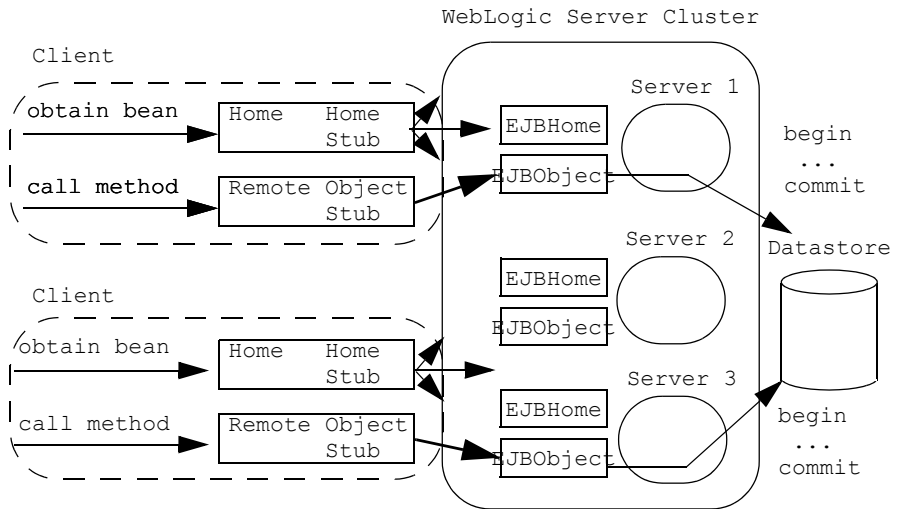 WebLogic Server Cluster
Client
obtain bean
Home Home
Stub
call method
Remote Object
Stub
EJBHome
EJBObject
Server 1
begin
...
commit
Server 2
EJBHome
EJBObject
Datastore
Client
obtain bean
Home Home
Stub
call method
Remote Object
Stub
Server 3
EJBHome
EJBObject
begin
...
commit